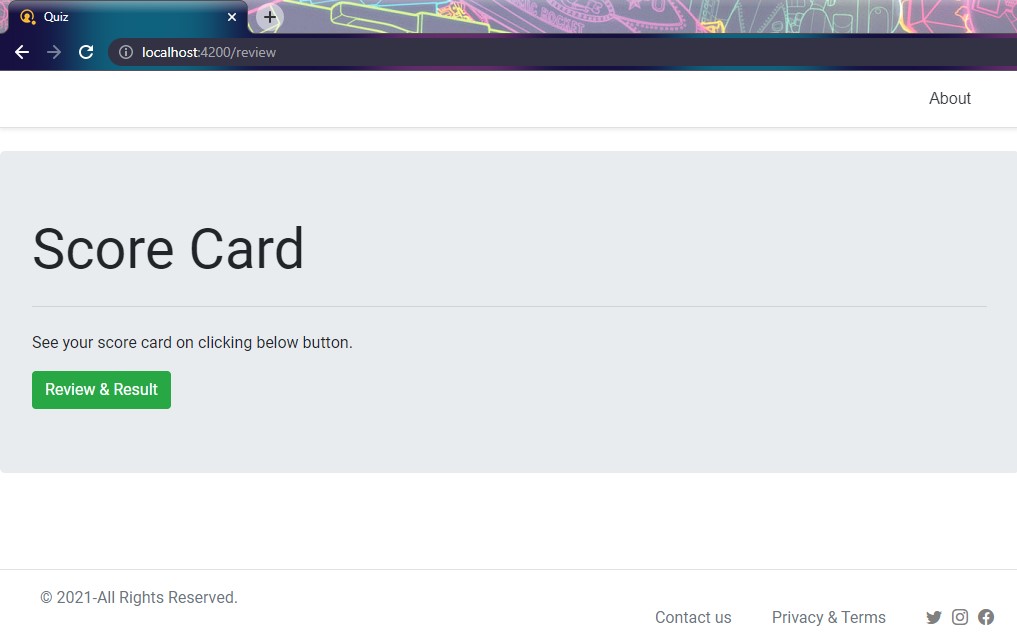 Quiz
localhost:4200/review
About
Score Card
See your score card on clicking below button.
Review & Result
© 2021-All Rights Reserved.
Contact us
Privacy & Terms